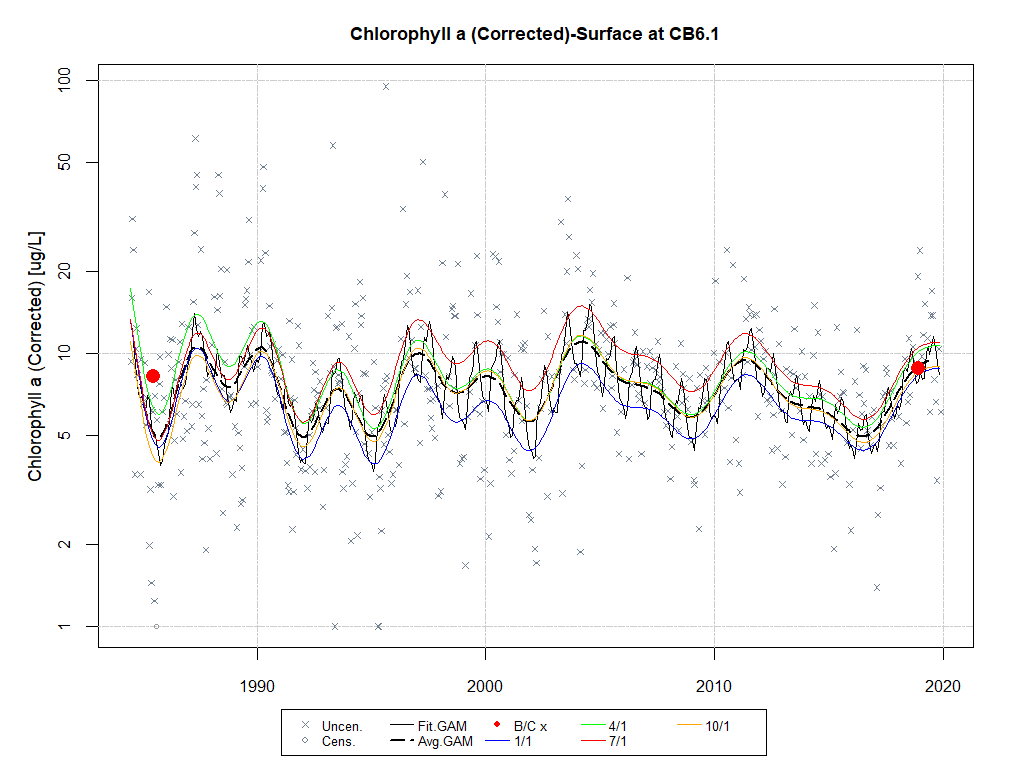 Chlorophyll a (Corrected)-Surface at CB6.1
Chlorophyll a (Corrected) [ug/L]
100
50
20
10
5
2
1
1990 2000 2010 2020
Uncen. Fit.GAM B/C x 4/1 10/1
Cens. Avg.GAM 1/1 7/1